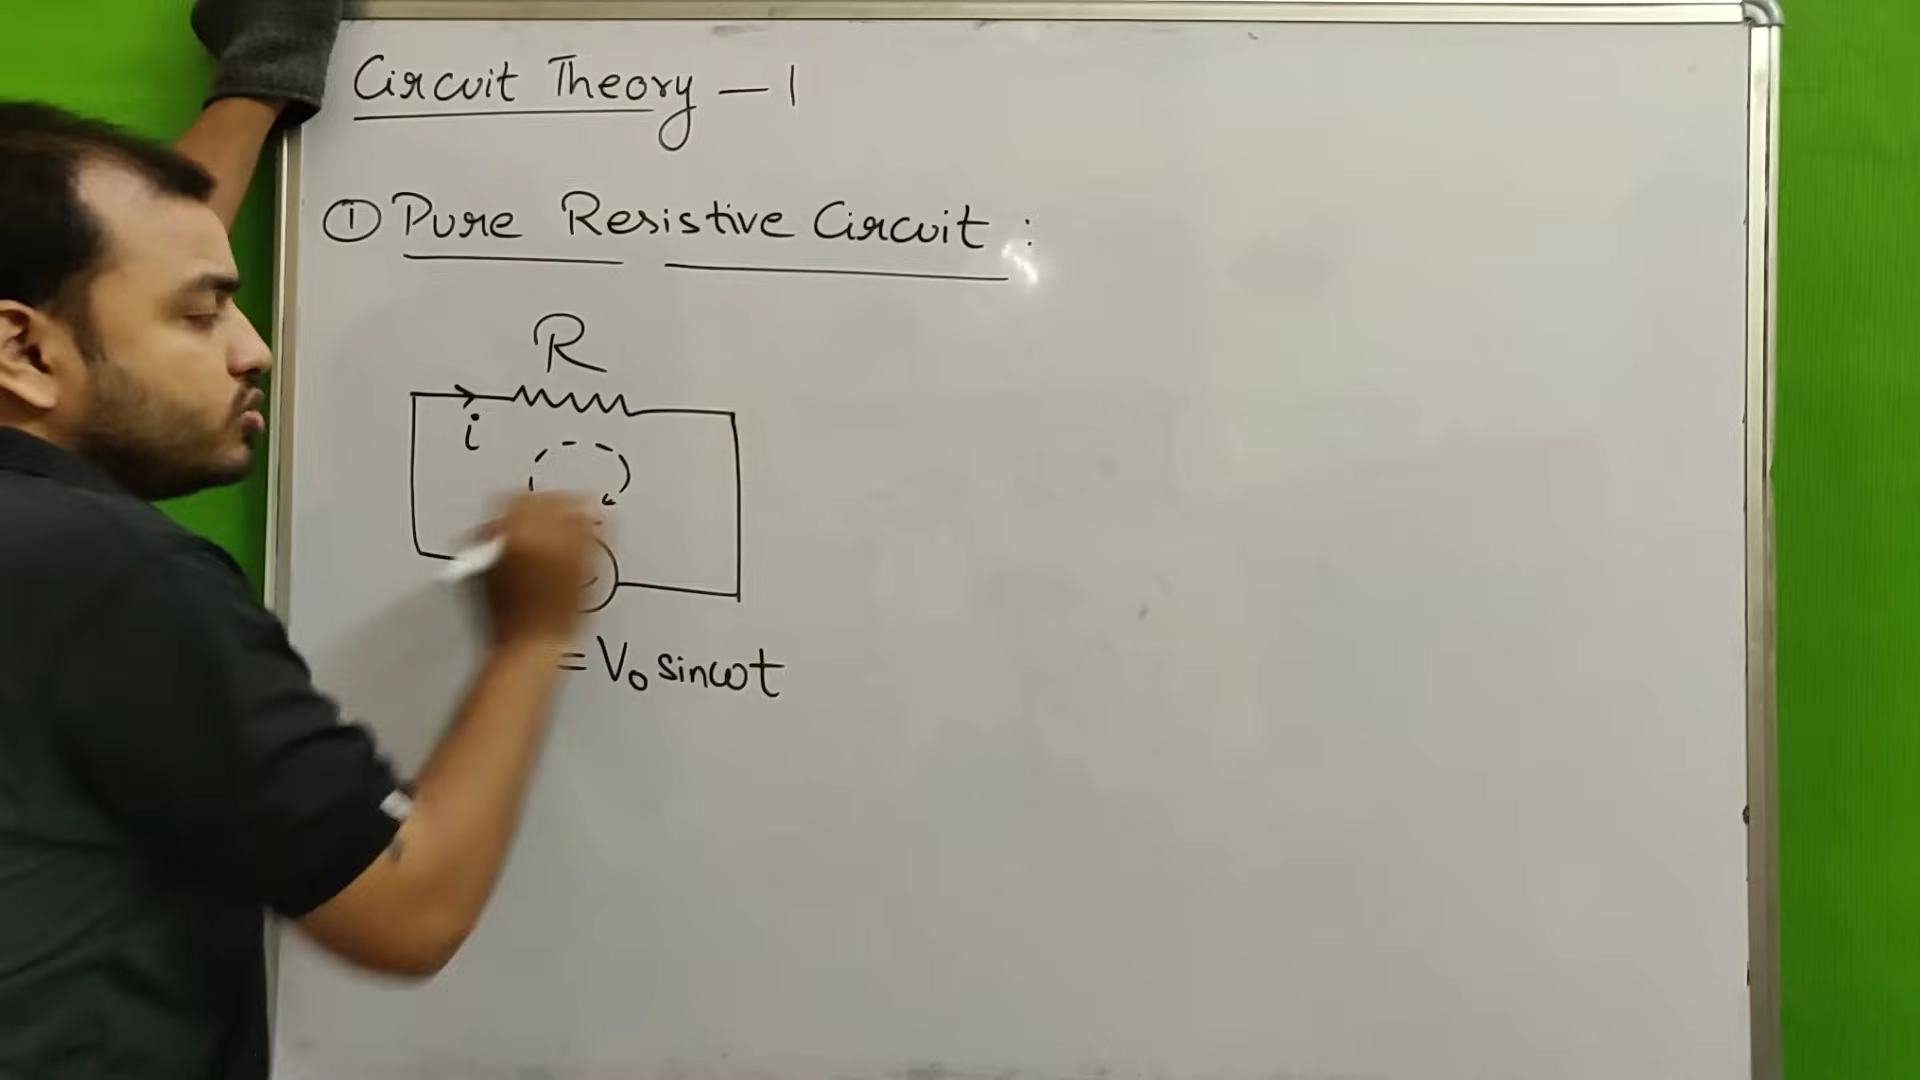 Circuit Theory – 1
① Pure Resistive Circuit :
R
i
= V₀ sinωt